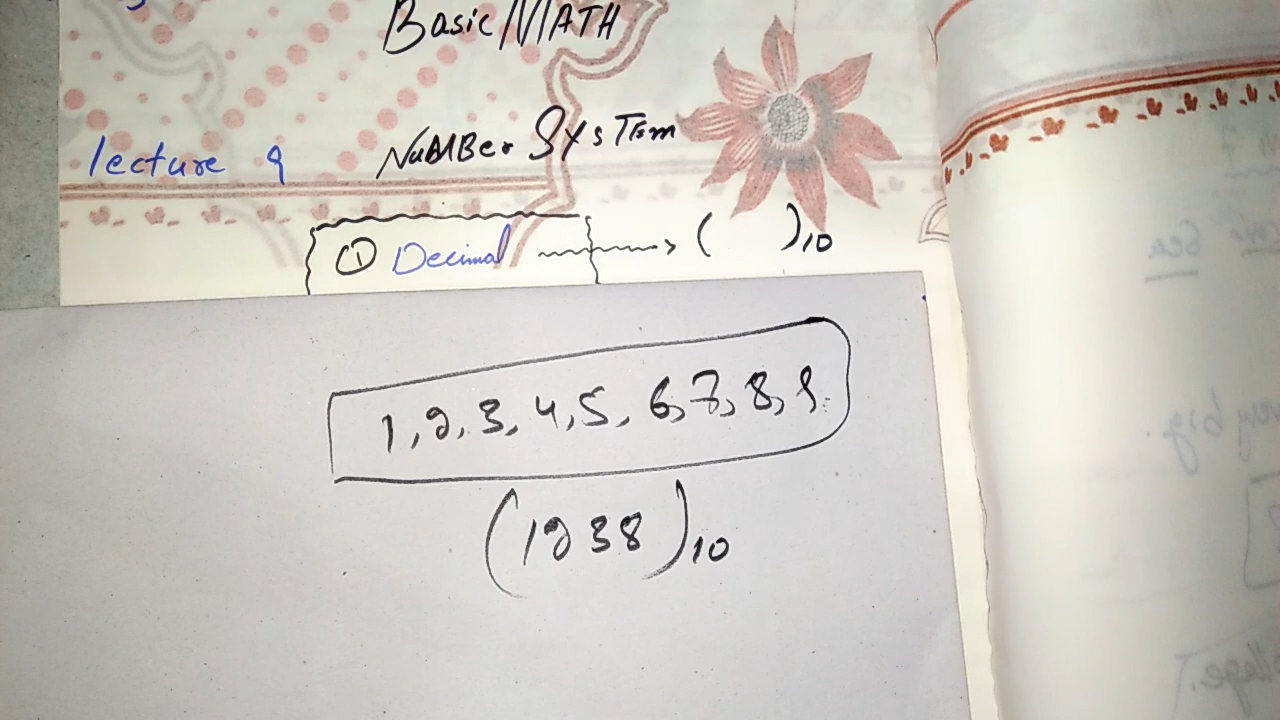 Basic MATH
lecture 9
NuMBer SysTem
① Decimal ⟶ ( )₁₀
1, 2, 3, 4, 5, 6, 7, 8, 9
(1238)₁₀